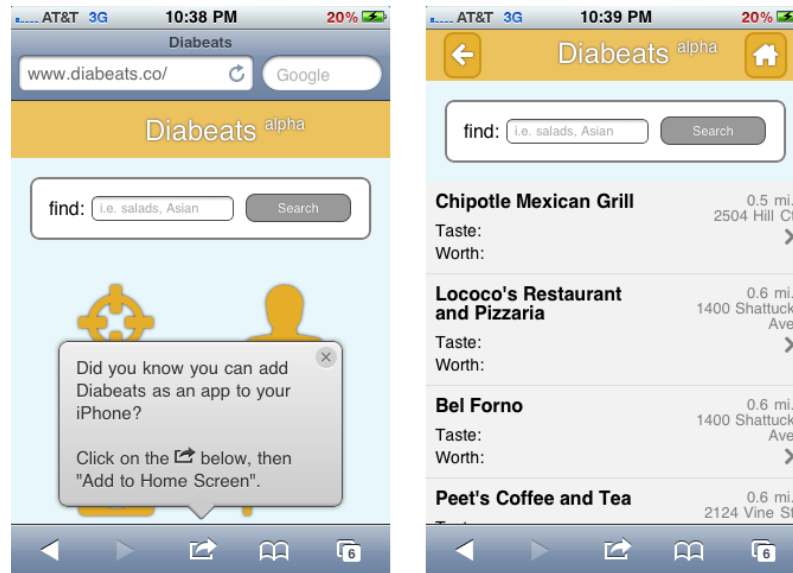 AT&T 3G 10:38 PM 20%
Diabeats
www.diabeats.co/ Google
Diabeats alpha
find: i.e. salads, Asian Search
Did you know you can add
Diabeats as an app to your
iPhone?
Click on the below, then
"Add to Home Screen".
6
AT&T 3G 10:39 PM 20%
Diabeats alpha
find: i.e. salads, Asian Search
Chipotle Mexican Grill 0.5 mi.
2504 Hill Ct
Taste:
Worth:
Lococo's Restaurant 0.6 mi.
and Pizzaria 1400 Shattuck
Ave
Taste:
Worth:
Bel Forno 0.6 mi.
1400 Shattuck
Taste: Ave
Worth:
Peet's Coffee and Tea 0.6 mi.
2124 Vine St
6